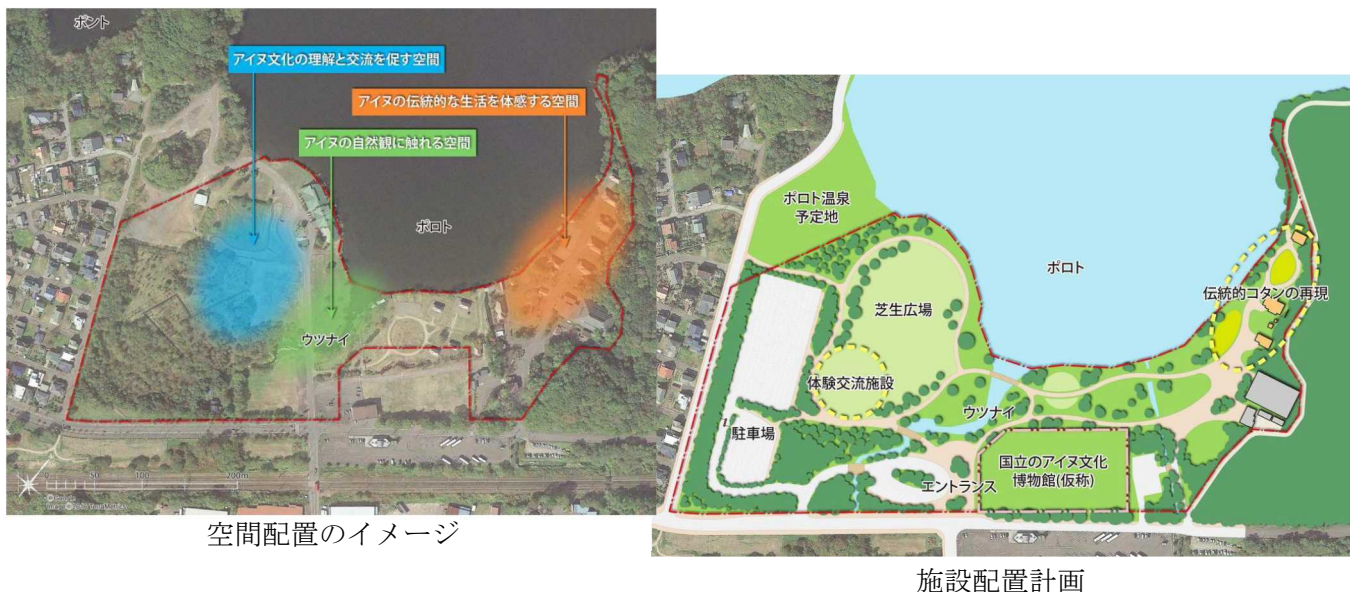 ポント
アイヌ文化の理解と交流を促す空間
アイヌの伝統的な生活を体感する空間
アイヌの自然観に触れる空間
ポロト
ウツナイ
0 50 100 200m
空間配置のイメージ
ポロト温泉
予定地
ポロト
芝生広場
伝統的コタンの再現
体験交流施設
ウツナイ
駐車場
エントランス
国立のアイヌ文化
博物館(仮称)
施設配置計画